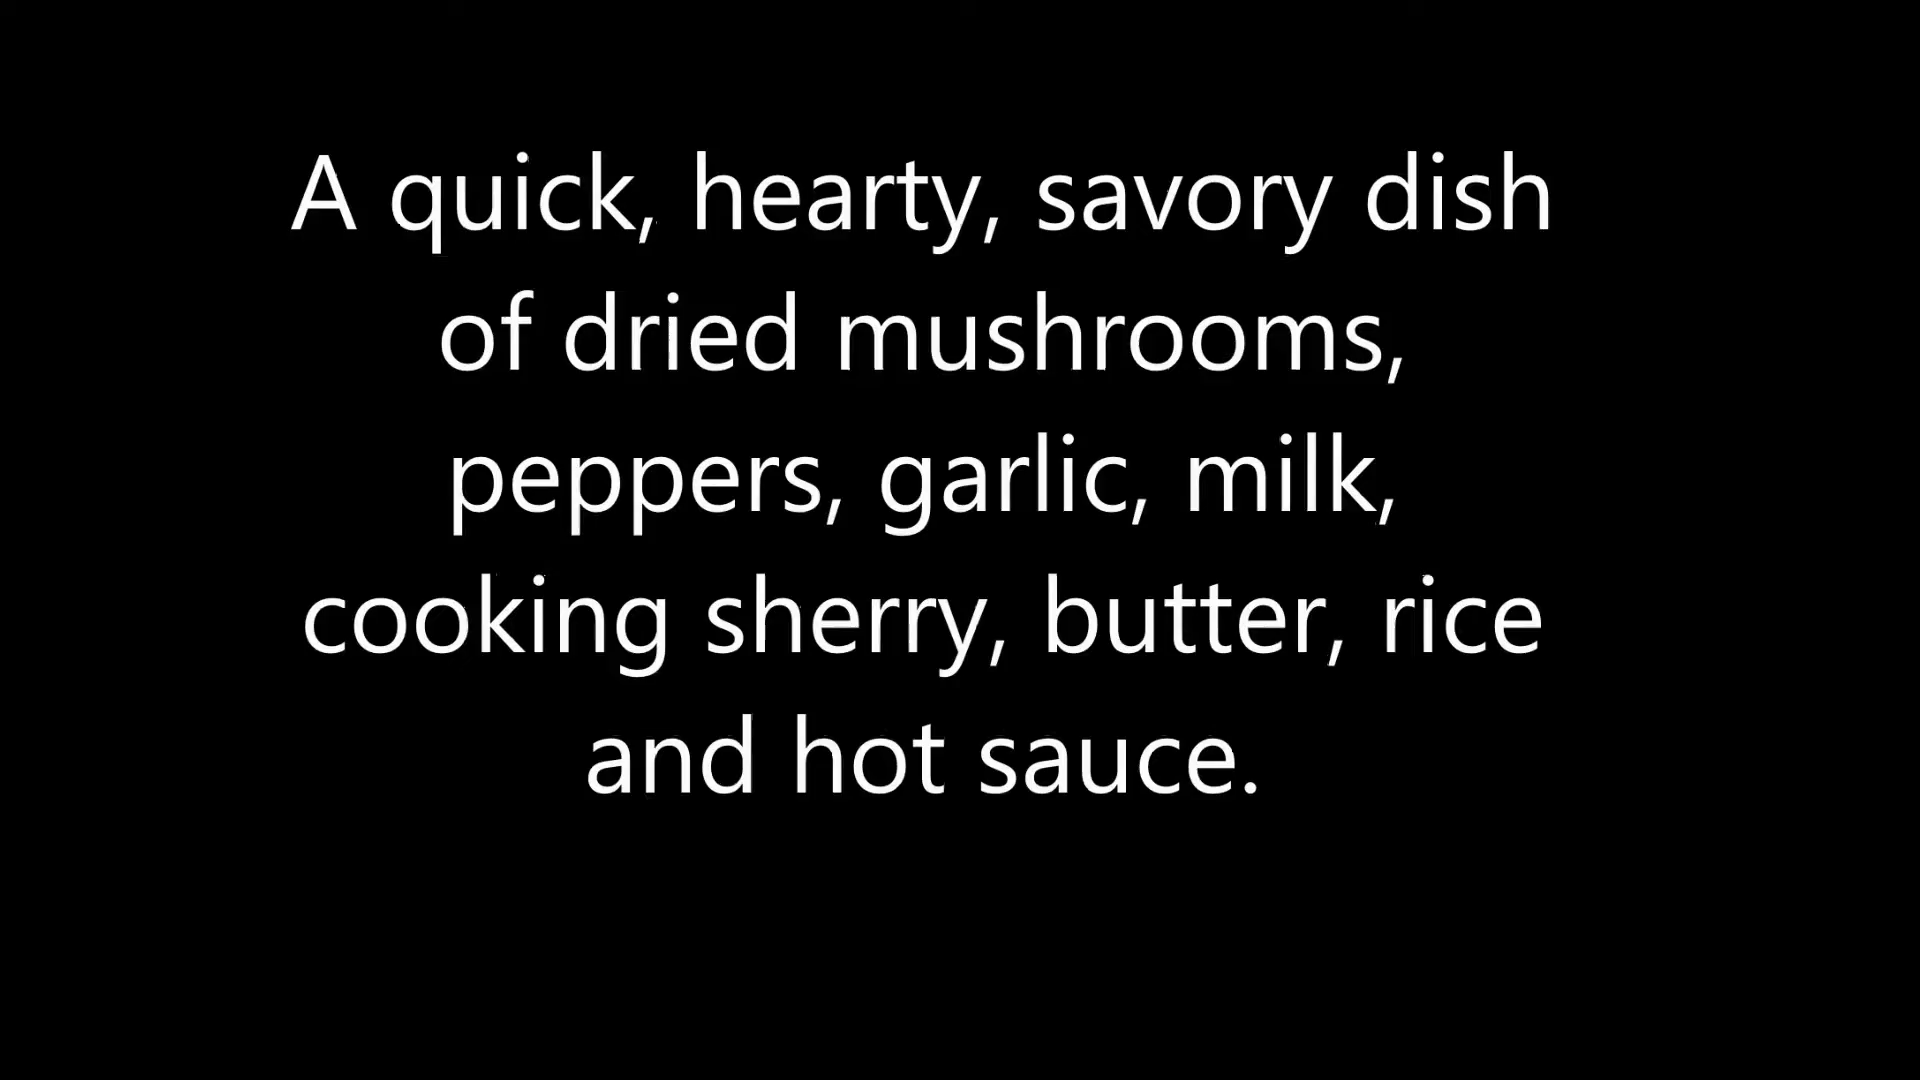 A quick, hearty, savory dish
of dried mushrooms,
peppers, garlic, milk,
cooking sherry, butter, rice
and hot sauce.